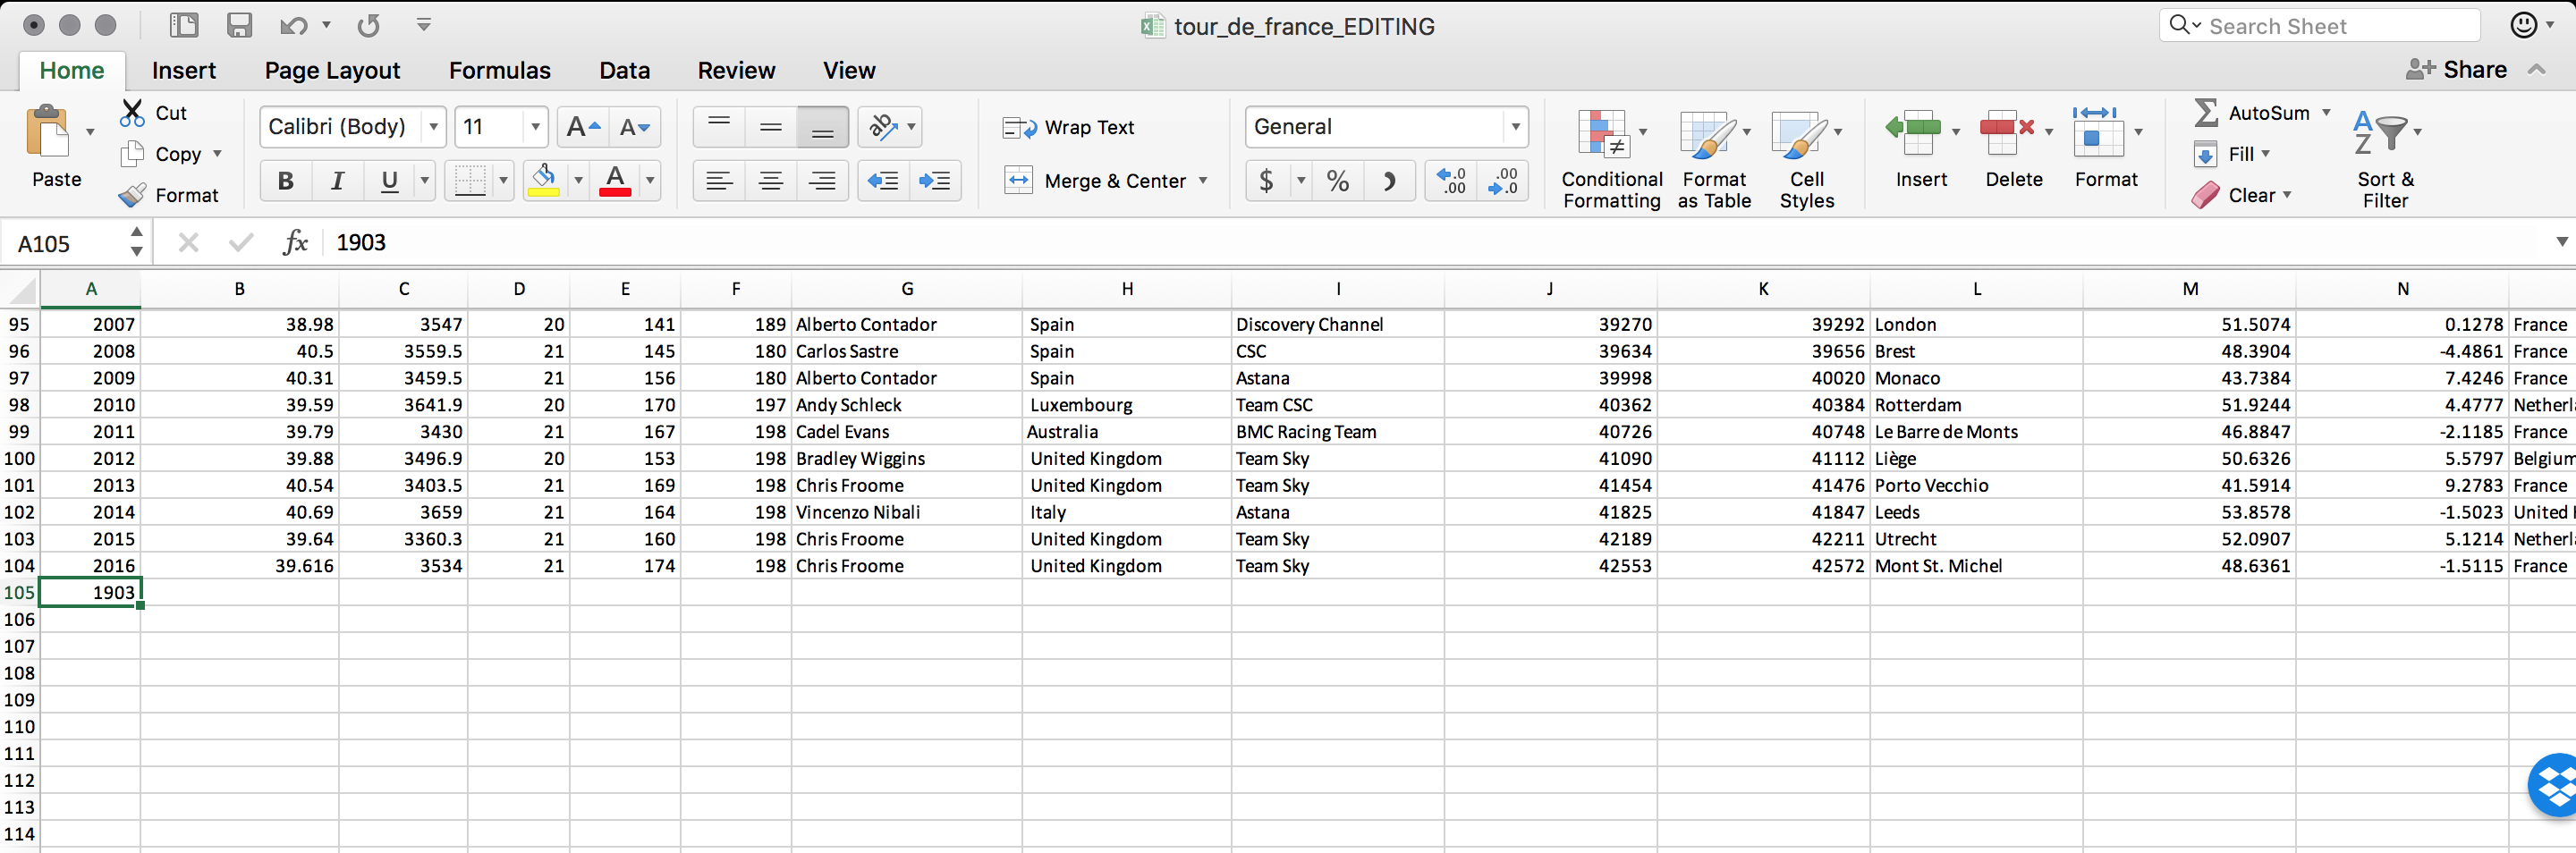 tour_de_france_EDITING
Search Sheet
Home Insert Page Layout Formulas Data Review View
Share
Paste
Cut
Copy
Format
Calibri (Body) 11
A A
B I U A
ab
Wrap Text
Merge & Center
General
$ % .0 .00 .00 .0
Conditional Formatting
Format as Table
Cell Styles
Insert
Delete
Format
AutoSum
Fill
Clear
A Z
Sort & Filter
A105 fx 1903
A B C D E F G H I J K L M N
95 2007 38.98 3547 20 141 189 Alberto Contador Spain Discovery Channel 39270 39292 London 51.5074 0.1278 France
96 2008 40.5 3559.5 21 145 180 Carlos Sastre Spain CSC 39634 39656 Brest 48.3904 -4.4861 France
97 2009 40.31 3459.5 21 156 180 Alberto Contador Spain Astana 39998 40020 Monaco 43.7384 7.4246 France
98 2010 39.59 3641.9 20 170 197 Andy Schleck Luxembourg Team CSC 40362 40384 Rotterdam 51.9244 4.4777 Netherl
99 2011 39.79 3430 21 167 198 Cadel Evans Australia BMC Racing Team 40726 40748 Le Barre de Monts 46.8847 -2.1185 France
100 2012 39.88 3496.9 20 153 198 Bradley Wiggins United Kingdom Team Sky 41090 41112 Liège 50.6326 5.5797 Belgium
101 2013 40.54 3403.5 21 169 198 Chris Froome United Kingdom Team Sky 41454 41476 Porto Vecchio 41.5914 9.2783 France
102 2014 40.69 3659 21 164 198 Vincenzo Nibali Italy Astana 41825 41847 Leeds 53.8578 -1.5023 United
103 2015 39.64 3360.3 21 160 198 Chris Froome United Kingdom Team Sky 42189 42211 Utrecht 52.0907 5.1214 Netherl
104 2016 39.616 3534 21 174 198 Chris Froome United Kingdom Team Sky 42553 42572 Mont St. Michel 48.6361 -1.5115 France
105 1903
106
107
108
109
110
111
112
113
114